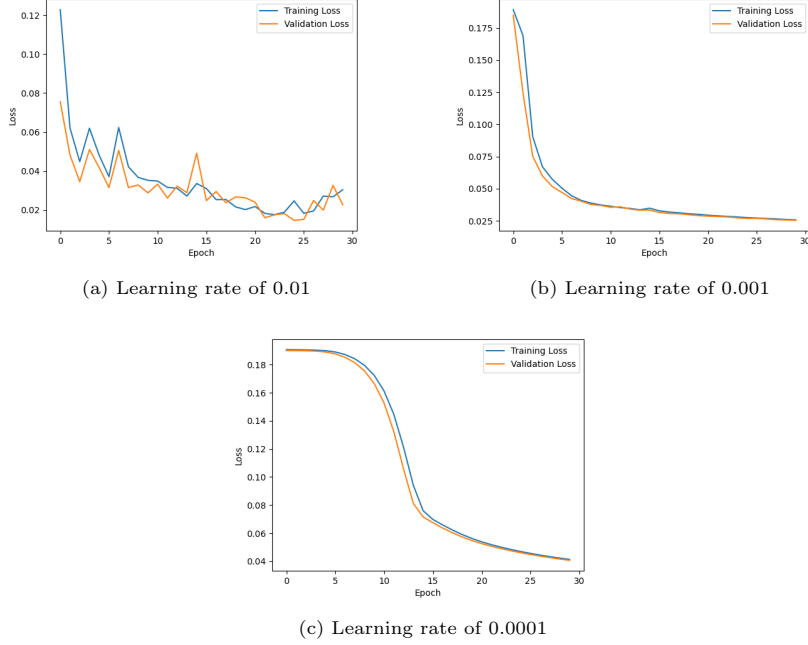 0.12
0.10
0.08
0.06
0.04
0.02
Loss
0 5 10 15 20 25 30
Epoch
Training Loss
Validation Loss
(a) Learning rate of 0.01
0.175
0.150
0.125
0.100
0.075
0.050
0.025
Loss
0 5 10 15 20 25 30
Epoch
Training Loss
Validation Loss
(b) Learning rate of 0.001
0.18
0.16
0.14
0.12
0.10
0.08
0.06
0.04
Loss
0 5 10 15 20 25 30
Epoch
Training Loss
Validation Loss
(c) Learning rate of 0.0001